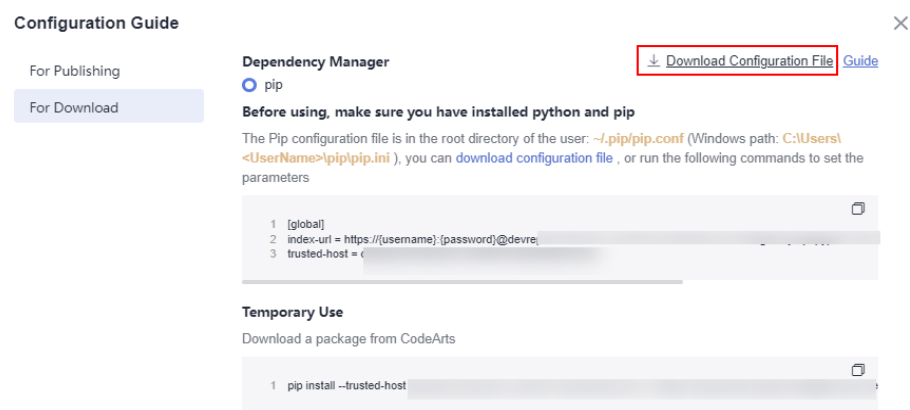 Configuration Guide
For Publishing
For Download
Dependency Manager
Download Configuration File Guide
pip
Before using, make sure you have installed python and pip
The Pip configuration file is in the root directory of the user: ~/.pip/pip.conf (Windows path: C:\Users\
<UserName>\pip\pip.ini ), you can download configuration file , or run the following commands to set the
parameters
1 [global]
2 index-url = https://{username}:{password}@devre
3 trusted-host =
Temporary Use
Download a package from CodeArts
1 pip install --trusted-host